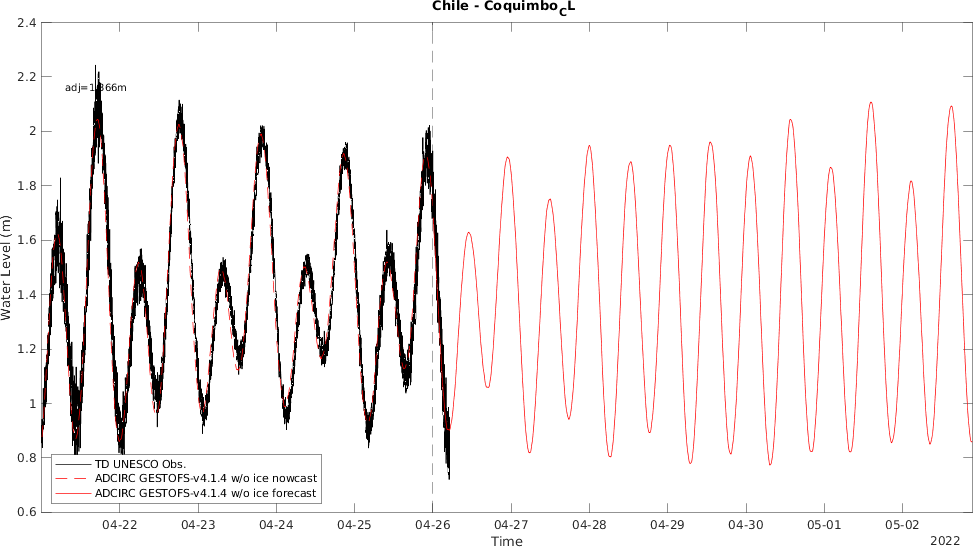 Chile - Coquimbo_CL
2.4
2.2
2
1.8
1.6
1.4
1.2
1
0.8
0.6
Water Level (m)
adj=1.366m
TD UNESCO Obs.
ADCIRC GESTOFS-v4.1.4 w/o ice nowcast
ADCIRC GESTOFS-v4.1.4 w/o ice forecast
04-22 04-23 04-24 04-25 04-26 04-27 04-28 04-29 04-30 05-01 05-02
Time
2022